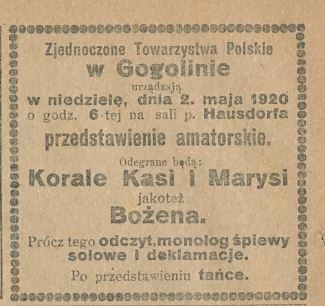 Zjednoczone Towarzystwa Polskie
w Gogolinie
urządzają
w niedzielę, dnia 2. maja 1920
o godz. 6-tej na sali p. Hausdorfa
przedstawienie amatorskie.
Odegrane będą:
Korale Kasi i Marysi
jakoteż
Bożena.
Prócz tego odczyt, monolog śpiewy
solowe i deklamacje.
Po przedstawieniu tańce.